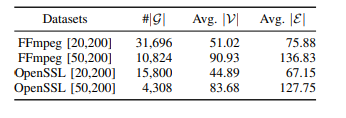 Datasets #|𝒢| Avg. |𝒱| Avg. |ℰ|
FFmpeg [20,200] 31,696 51.02 75.88
FFmpeg [50,200] 10,824 90.93 136.83
OpenSSL [20,200] 15,800 44.89 67.15
OpenSSL [50,200] 4,308 83.68 127.75